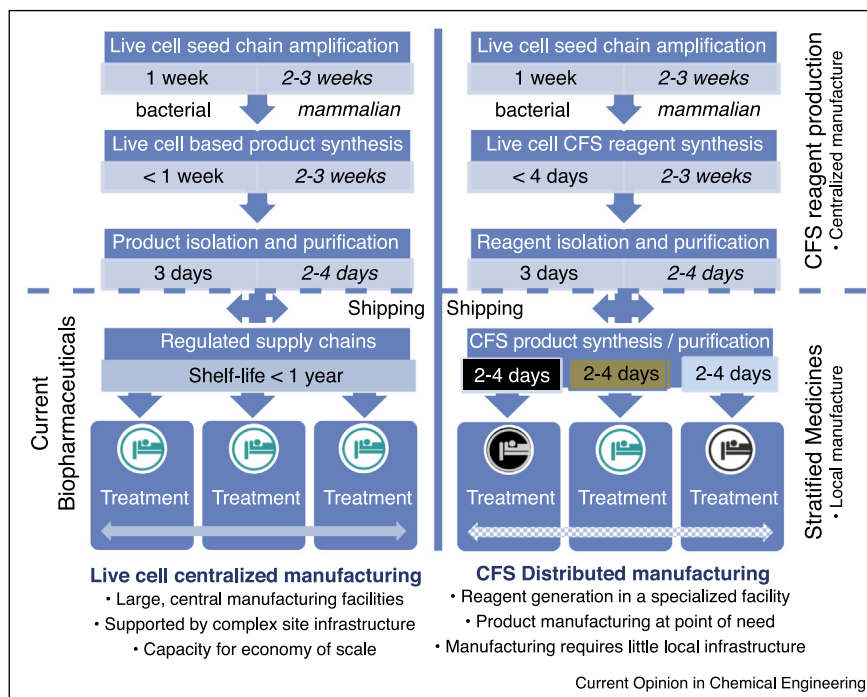 Live cell seed chain amplification
1 week 2-3 weeks
bacterial mammalian
Live cell based product synthesis
< 1 week 2-3 weeks
Product isolation and purification
3 days 2-4 days
Shipping
Regulated supply chains
Shelf-life < 1 year
Treatment Treatment Treatment
Current
Biopharmaceuticals
Live cell centralized manufacturing
• Large, central manufacturing facilities
• Supported by complex site infrastructure
• Capacity for economy of scale
Live cell seed chain amplification
1 week 2-3 weeks
bacterial mammalian
Live cell CFS reagent synthesis
< 4 days 2-3 weeks
Reagent isolation and purification
3 days 2-4 days
Shipping
CFS product synthesis / purification
2-4 days 2-4 days 2-4 days
Treatment Treatment Treatment
CFS reagent production
• Centralized manufacture
Stratified Medicines
• Local manufacture
CFS Distributed manufacturing
• Reagent generation in a specialized facility
• Product manufacturing at point of need
• Manufacturing requires little local infrastructure
Current Opinion in Chemical Engineering